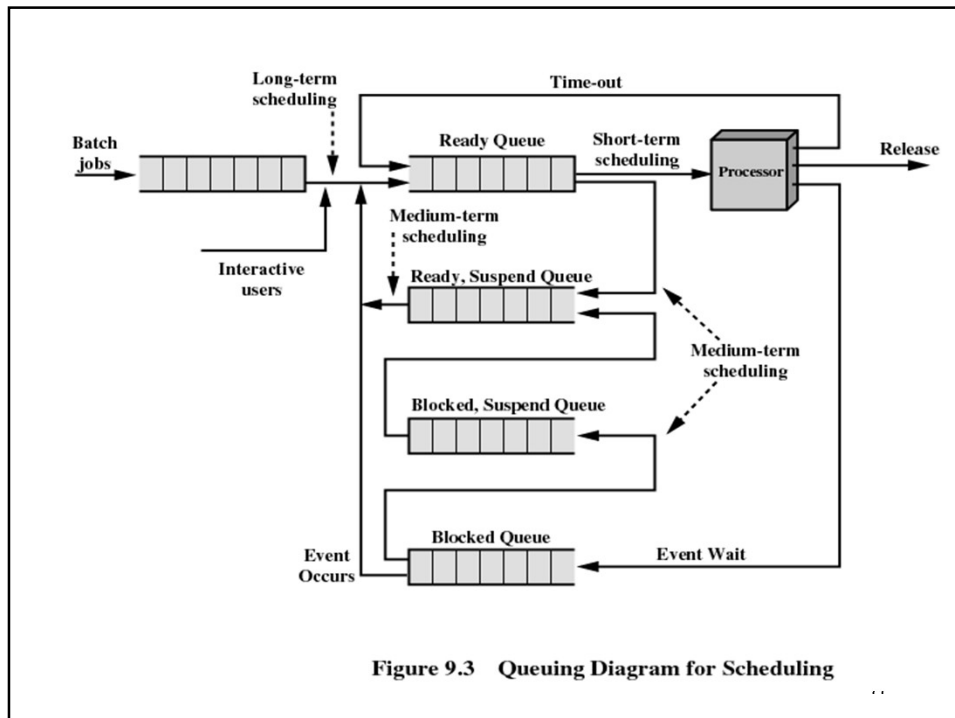 Long-term
scheduling
Time-out
Batch
jobs
Ready Queue
Short-term
scheduling
Processor
Release
Medium-term
scheduling
Interactive
users
Ready, Suspend Queue
Medium-term
scheduling
Blocked, Suspend Queue
Blocked Queue
Event
Occurs
Event Wait
Figure 9.3 Queuing Diagram for Scheduling